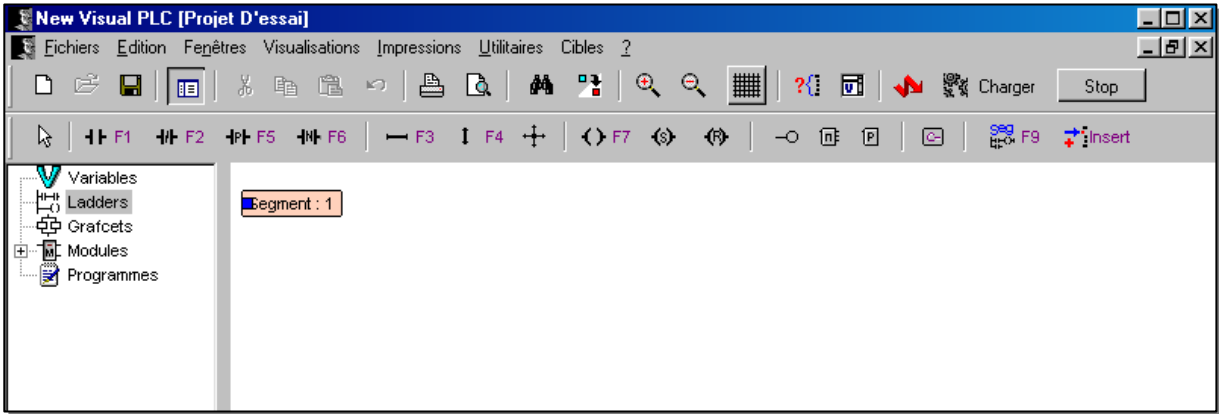 New Visual PLC [Projet D'essai]
Fichiers Edition Fenêtres Visualisations Impressions Utilitaires Cibles ?
Charger Stop
F1 F2 P F5 N F6 F3 F4 F7 (S) (R) P seg F9 Insert
Variables
Ladders
Segment : 1
Grafcets
Modules
Programmes